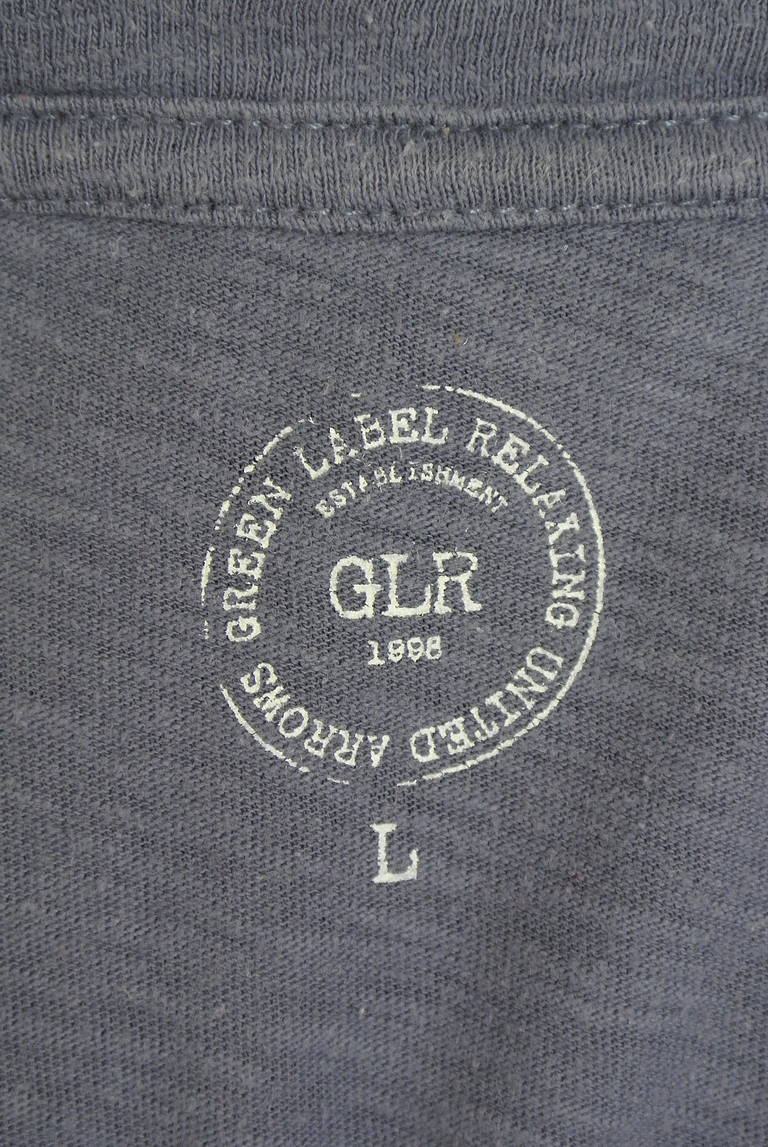 GREEN LABEL RELAXING UNITED ARROWS
ESTABLISHMENT
GLR
1998
L